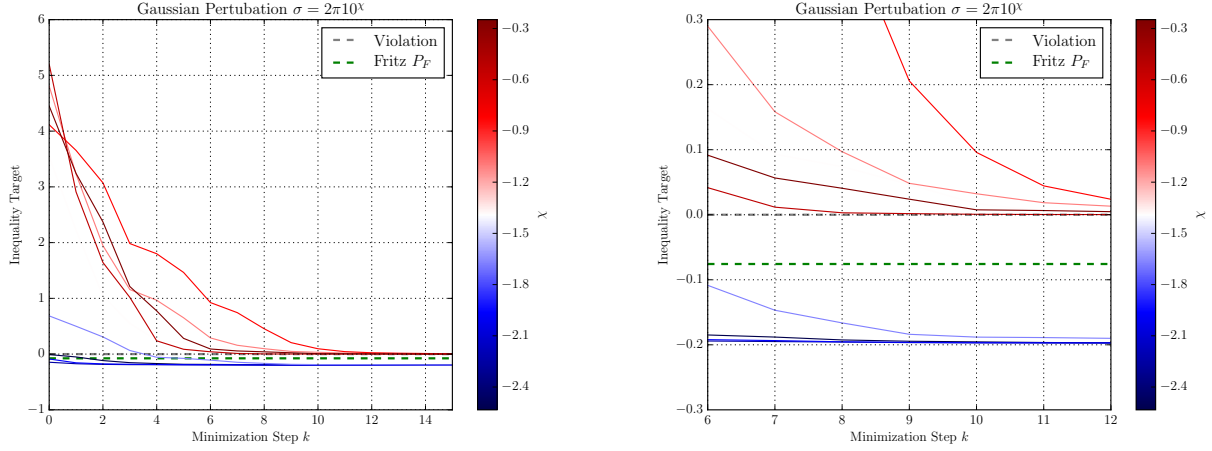 Gaussian Pertubation σ = 2π10^χ
Inequality Target
6
5
4
3
2
1
0
−1
0 2 4 6 8 10 12 14
Minimization Step k
Violation
Fritz P_F
−0.3
−0.6
−0.9
−1.2
−1.5
−1.8
−2.1
−2.4
χ
Gaussian Pertubation σ = 2π10^χ
Inequality Target
0.3
0.2
0.1
0.0
−0.1
−0.2
−0.3
6 7 8 9 10 11 12
Minimization Step k
Violation
Fritz P_F
−0.3
−0.6
−0.9
−1.2
−1.5
−1.8
−2.1
−2.4
χ